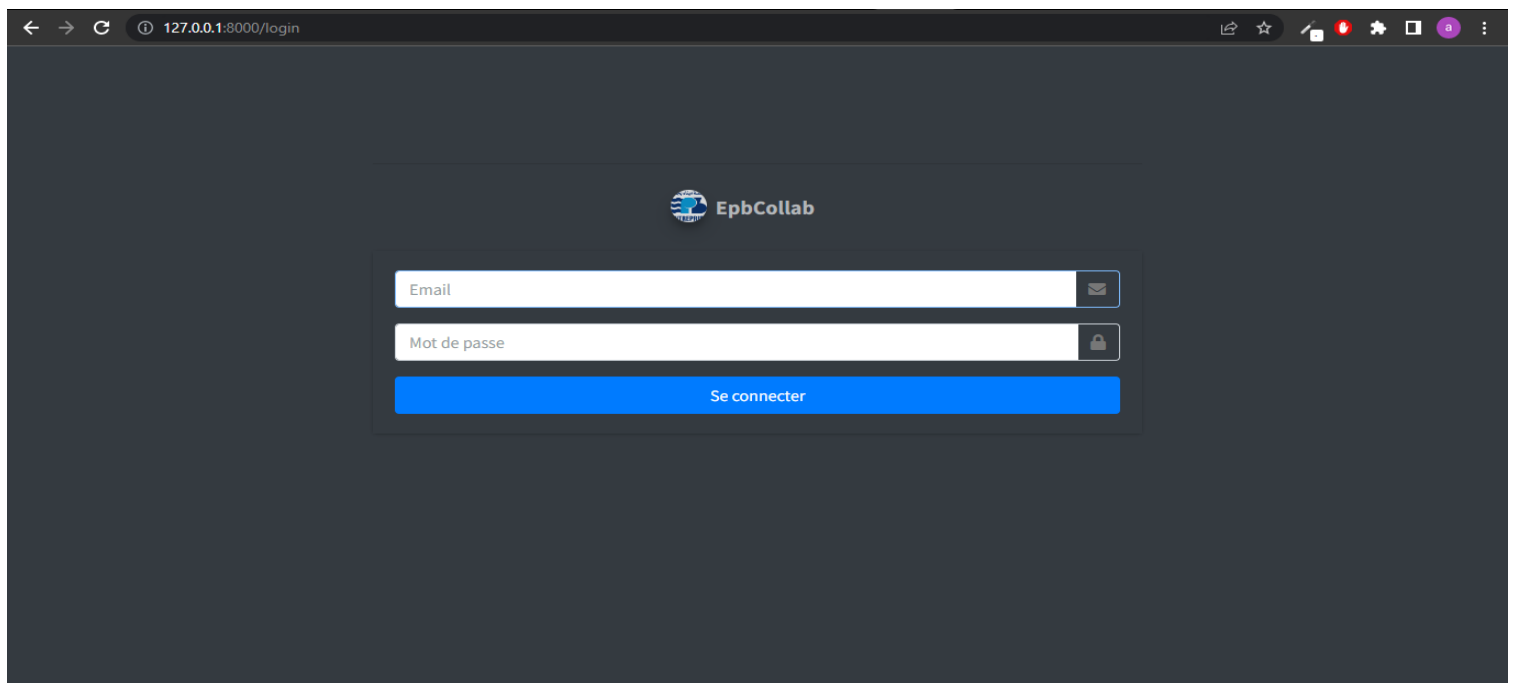 127.0.0.1:8000/login
a
EpbCollab
Email
Mot de passe
Se connecter